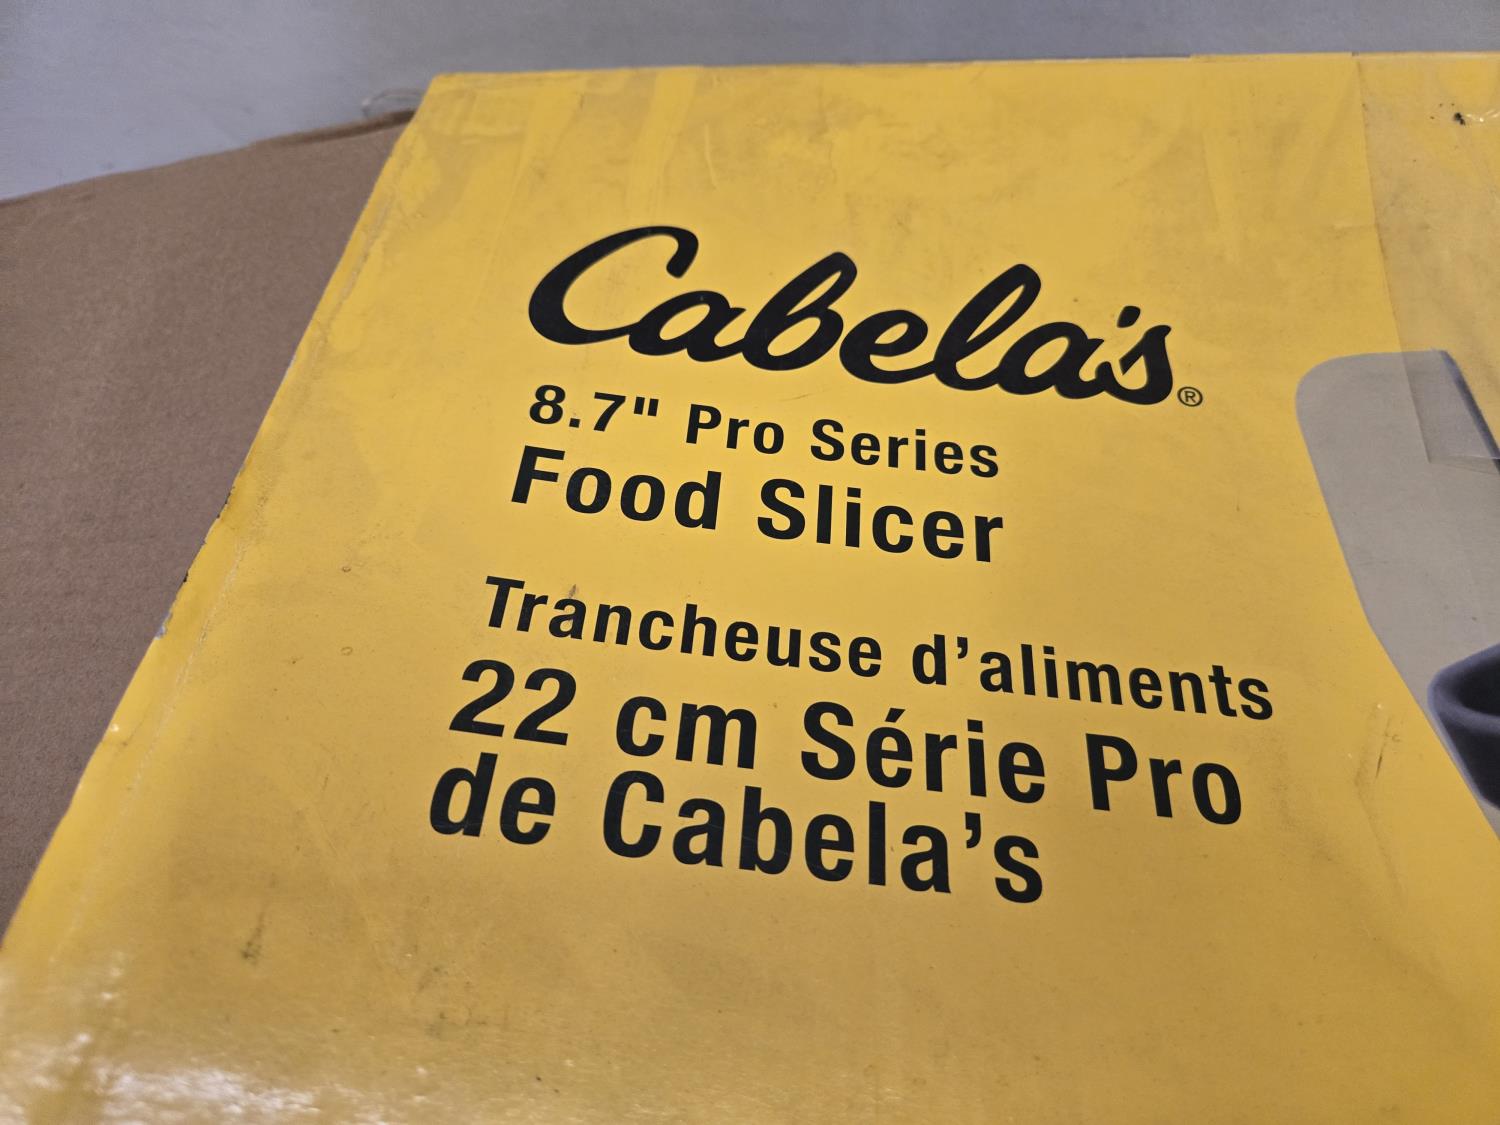 Cabela's®
8.7" Pro Series
Food Slicer
Trancheuse d’aliments
22 cm Série Pro
de Cabela’s